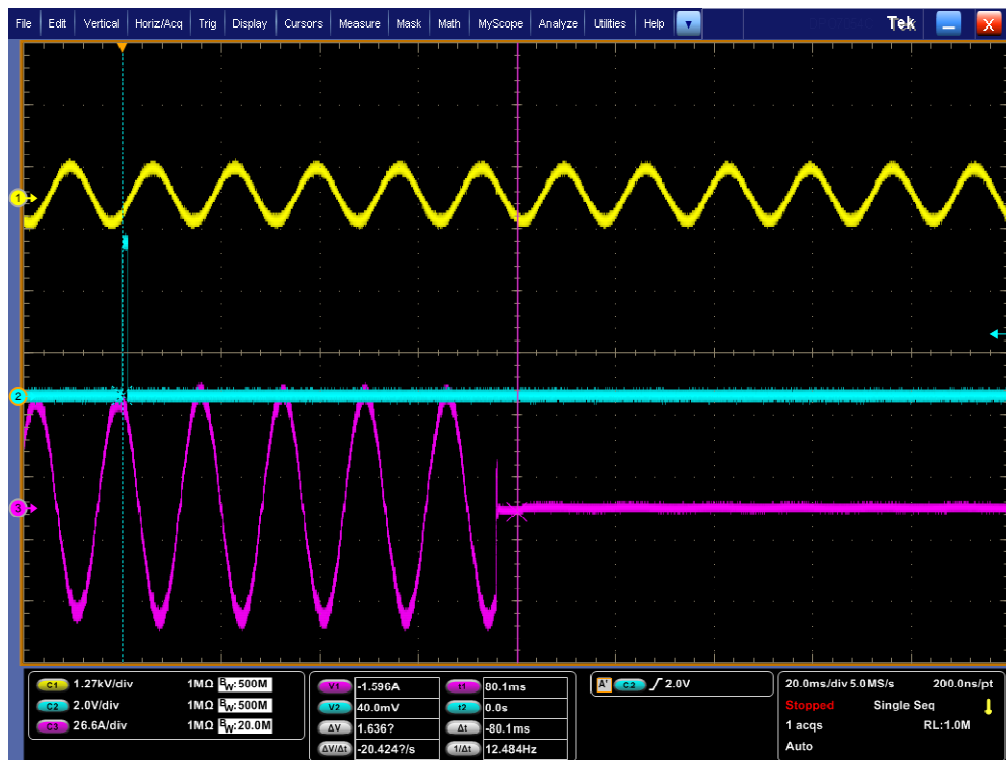 File Edit Vertical Horiz/Acq Trig Display Cursors Measure Mask Math MyScope Analyze Utilities Help Tek X
1
2
3
C1 1.27kV/div 1MΩ BW:500M
C2 2.0V/div 1MΩ BW:500M
C3 26.6A/div 1MΩ BW:20.0M
V1 -1.596A t1 80.1ms
V2 40.0mV t2 0.0s
ΔV 1.636? Δt -80.1ms
ΔV/Δt -20.424?/s 1/Δt 12.484Hz
A' C2 2.0V
20.0ms/div 5.0MS/s 200.0ns/pt
Stopped Single Seq
1 acqs RL:1.0M
Auto